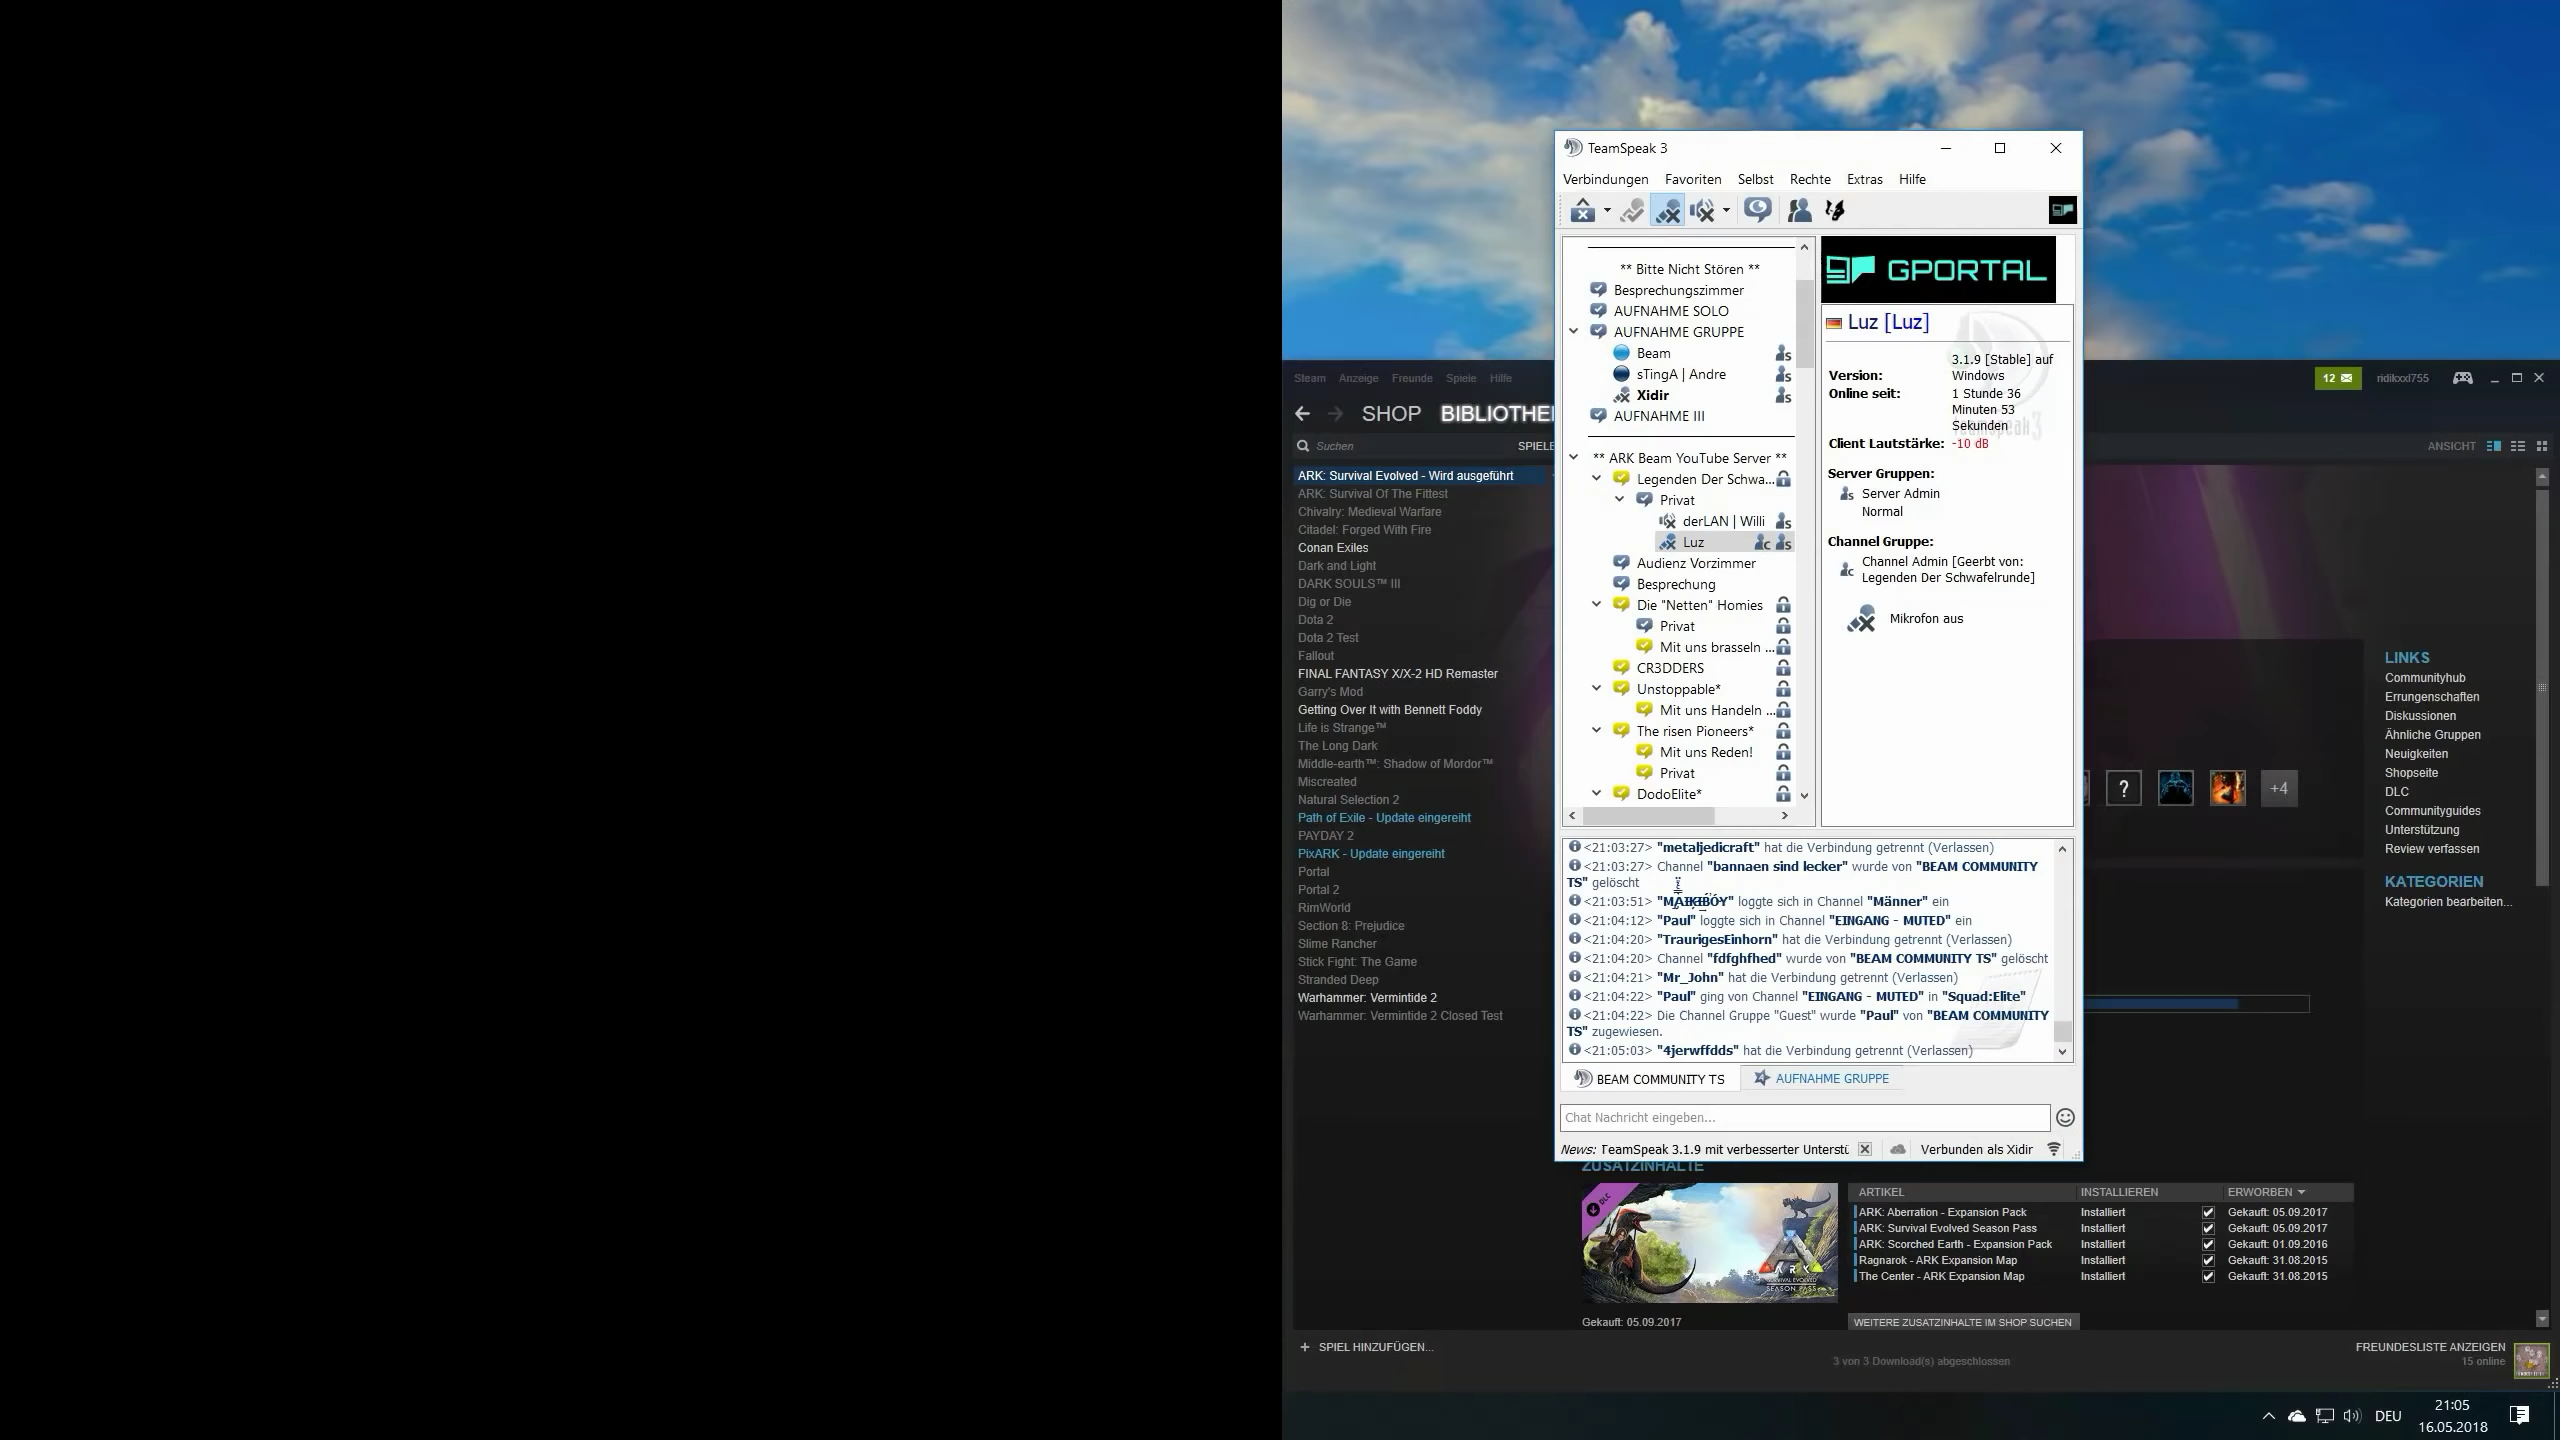 TeamSpeak 3
Verbindungen Favoriten Selbst Rechte Extras Hilfe
** Bitte Nicht Stören **
Besprechungszimmer
AUFNAHME SOLO
AUFNAHME GRUPPE
Beam
sTingA | Andre
Xidir
AUFNAHME III
** ARK Beam YouTube Server **
Legenden Der Schwa...
Privat
derLAN | Willi
Luz
Audienz Vorzimmer
Besprechung
Die "Netten" Homies
Privat
Mit uns brasseln ...
CR3DDERS
Unstoppable*
Mit uns Handeln ...
The risen Pioneers*
Mit uns Reden!
Privat
DodoElite*
GPORTAL
Luz [Luz]
Version: 3.1.9 [Stable] auf
Windows
Online seit: 1 Stunde 36
Minuten 53
Sekunden
Client Lautstärke: -10 dB
Server Gruppen:
Server Admin
Normal
Channel Gruppe:
Channel Admin [Geerbt von:
Legenden Der Schwafelrunde]
Mikrofon aus
<21:03:27> "metaljedicraft" hat die Verbindung getrennt (Verlassen)
<21:03:27> Channel "bannaen sind lecker" wurde von "BEAM COMMUNITY
TS" gelöscht
<21:03:51> loggte sich in Channel "Männer" ein
<21:04:12> "Paul" loggte sich in Channel "EINGANG - MUTED" ein
<21:04:20> "TraurigesEinhorn" hat die Verbindung getrennt (Verlassen)
<21:04:20> Channel "fdfghfhed" wurde von "BEAM COMMUNITY TS" gelöscht
<21:04:21> "Mr_John" hat die Verbindung getrennt (Verlassen)
<21:04:22> "Paul" ging von Channel "EINGANG - MUTED" in "Squad:Elite"
<21:04:22> Die Channel Gruppe "Guest" wurde "Paul" von "BEAM COMMUNITY
TS" zugewiesen.
<21:05:03> "4jerwffdds" hat die Verbindung getrennt (Verlassen)
BEAM COMMUNITY TS AUFNAHME GRUPPE
Chat Nachricht eingeben...
News: TeamSpeak 3.1.9 mit verbesserter Unterstü Verbunden als Xidir
Steam Anzeige Freunde Spiele Hilfe
12 ridilood755
SHOP BIBLIOTHE
Suchen SPIELE
ANSICHT
ARK: Survival Evolved - Wird ausgeführt
ARK: Survival Of The Fittest
Chivalry: Medieval Warfare
Citadel: Forged With Fire
Conan Exiles
Dark and Light
DARK SOULS™ III
Dig or Die
Dota 2
Dota 2 Test
Fallout
FINAL FANTASY X/X-2 HD Remaster
Garry's Mod
Getting Over It with Bennett Foddy
Life is Strange™
The Long Dark
Middle-earth™: Shadow of Mordor™
Miscreated
Natural Selection 2
Path of Exile - Update eingereiht
PAYDAY 2
PixARK - Update eingereiht
Portal
Portal 2
RimWorld
Section 8: Prejudice
Slime Rancher
Stick Fight: The Game
Stranded Deep
Warhammer: Vermintide 2
Warhammer: Vermintide 2 Closed Test
?
+4
LINKS
Communityhub
Errungenschaften
Diskussionen
Ähnliche Gruppen
Neuigkeiten
Shopseite
DLC
Communityguides
Unterstützung
Review verfassen
KATEGORIEN
Kategorien bearbeiten...
ZUSATZINHALTE
DLC
ARK
SURVIVAL EVOLVED
SEASON PASS
Gekauft: 05.09.2017
ARTIKEL INSTALLIEREN ERWORBEN
ARK: Aberration - Expansion Pack Installiert Gekauft: 05.09.2017
ARK: Survival Evolved Season Pass Installiert Gekauft: 05.09.2017
ARK: Scorched Earth - Expansion Pack Installiert Gekauft: 01.09.2016
Ragnarok - ARK Expansion Map Installiert Gekauft: 31.08.2015
The Center - ARK Expansion Map Installiert Gekauft: 31.08.2015
WEITERE ZUSATZINHALTE IM SHOP SUCHEN
+ SPIEL HINZUFÜGEN...
3 von 3 Download(s) abgeschlossen
FREUNDESLISTE ANZEIGEN
15 online
DEU
21:05
16.05.2018